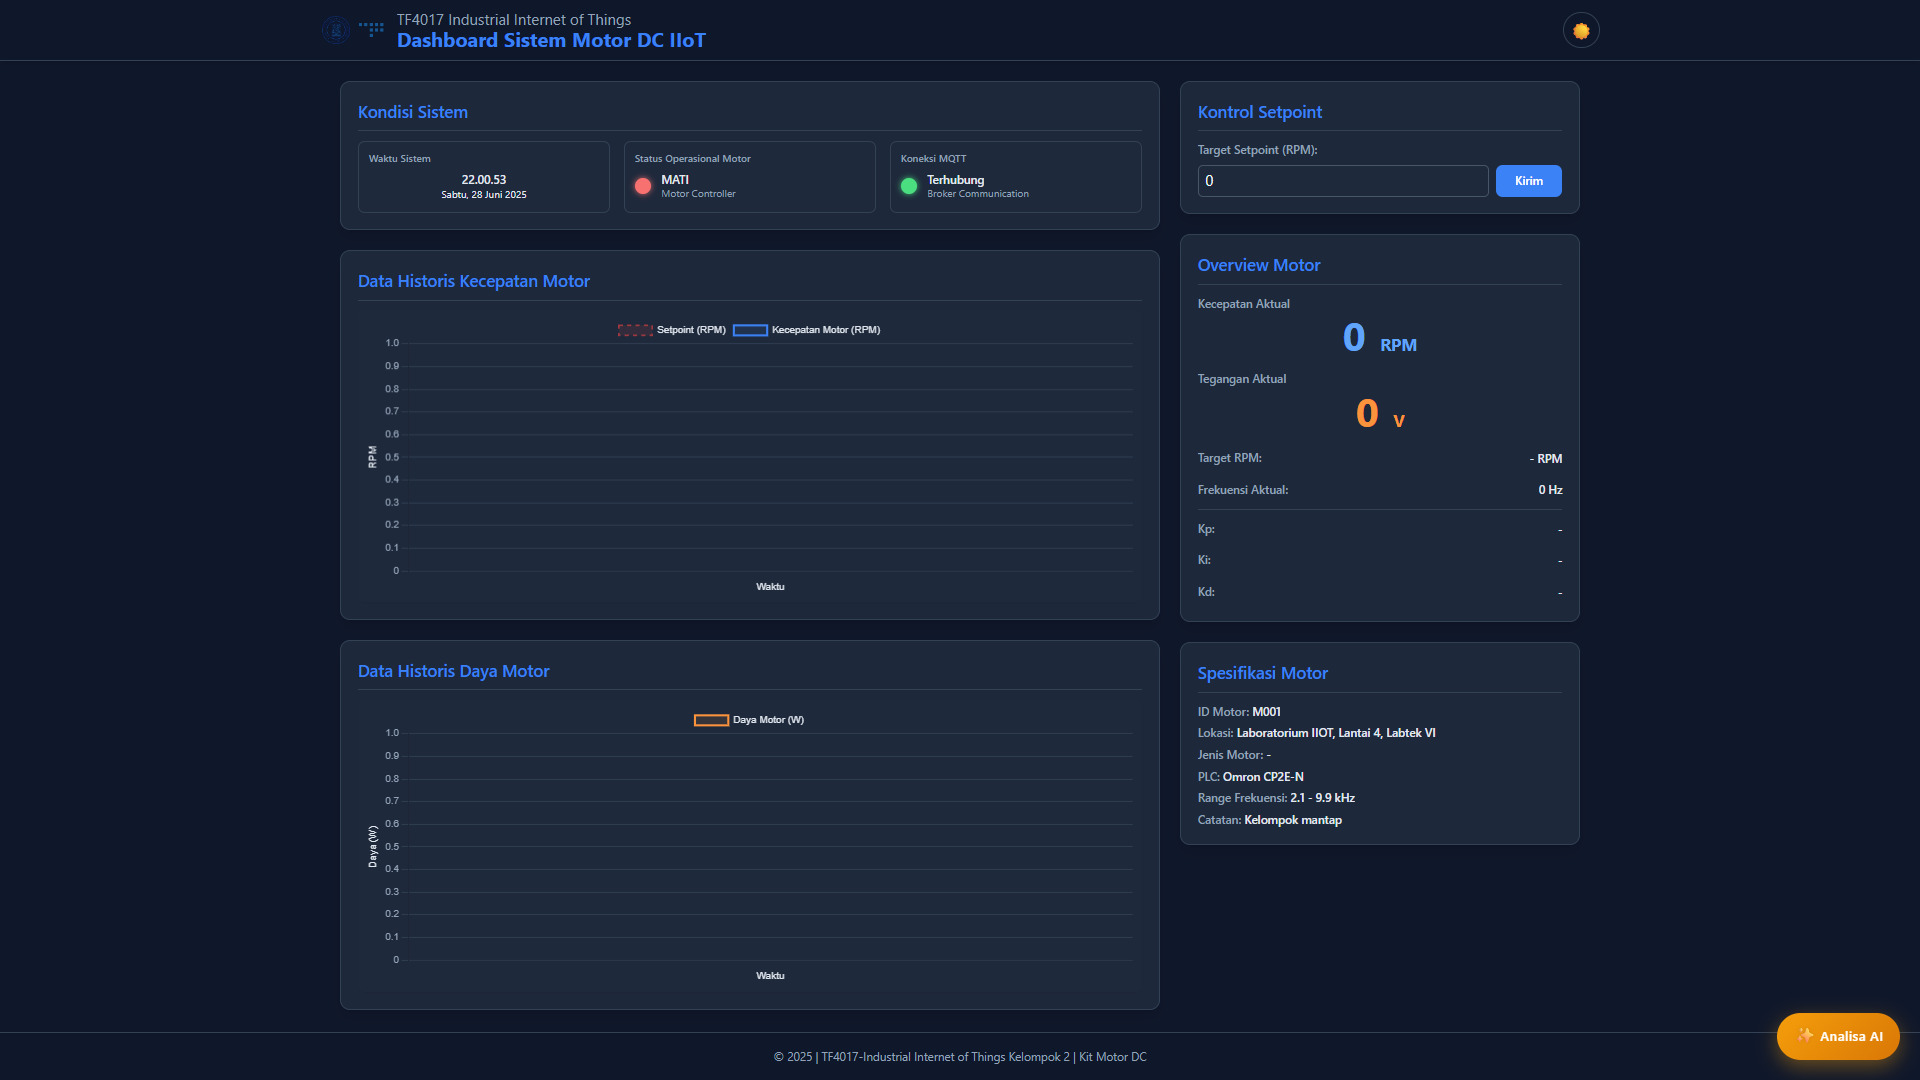 TF4017 Industrial Internet of Things
Dashboard Sistem Motor DC IIoT
Kondisi Sistem
Waktu Sistem
22.00.53
Sabtu, 28 Juni 2025
Status Operasional Motor
MATI
Motor Controller
Koneksi MQTT
Terhubung
Broker Communication
Data Historis Kecepatan Motor
Setpoint (RPM) Kecepatan Motor (RPM)
1.0
0.9
0.8
0.7
0.6
0.5
0.4
0.3
0.2
0.1
0
RPM
Waktu
Data Historis Daya Motor
Daya Motor (W)
1.0
0.9
0.8
0.7
0.6
0.5
0.4
0.3
0.2
0.1
0
Daya (W)
Waktu
Kontrol Setpoint
Target Setpoint (RPM):
0
Kirim
Overview Motor
Kecepatan Aktual
0 RPM
Tegangan Aktual
0 V
Target RPM: - RPM
Frekuensi Aktual: 0 Hz
Kp: -
Ki: -
Kd: -
Spesifikasi Motor
ID Motor: M001
Lokasi: Laboratorium IIOT, Lantai 4, Labtek VI
Jenis Motor: -
PLC: Omron CP2E-N
Range Frekuensi: 2.1 - 9.9 kHz
Catatan: Kelompok mantap
✨ Analisa AI
© 2025 | TF4017-Industrial Internet of Things Kelompok 2 | Kit Motor DC